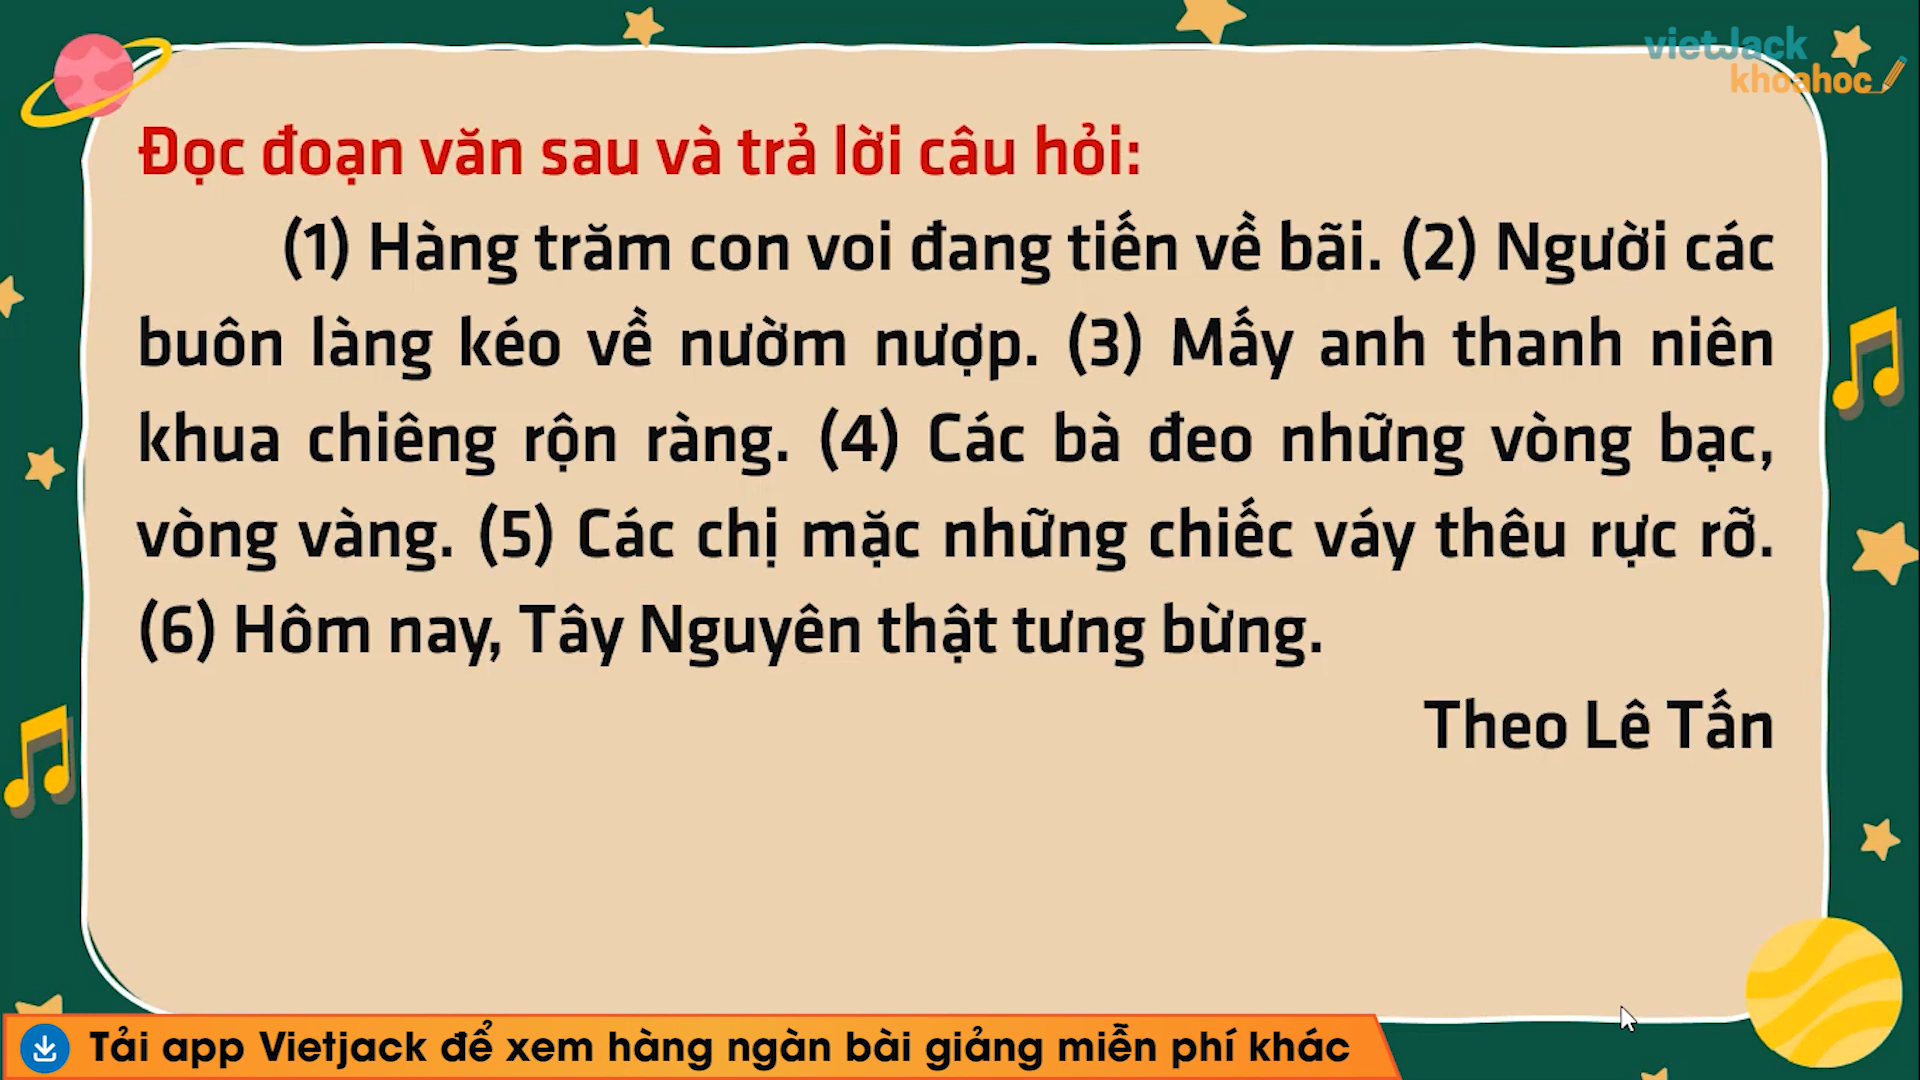 vietJack
khoahoc
Đọc đoạn văn sau và trả lời câu hỏi:
(1) Hàng trăm con voi đang tiến về bãi. (2) Người các
buôn làng kéo về nườm nượp. (3) Mấy anh thanh niên
khua chiêng rộn ràng. (4) Các bà đeo những vòng bạc,
vòng vàng. (5) Các chị mặc những chiếc váy thêu rực rỡ.
(6) Hôm nay, Tây Nguyên thật tưng bừng.
Theo Lê Tấn
Tải app Vietjack để xem hàng ngàn bài giảng miễn phí khác